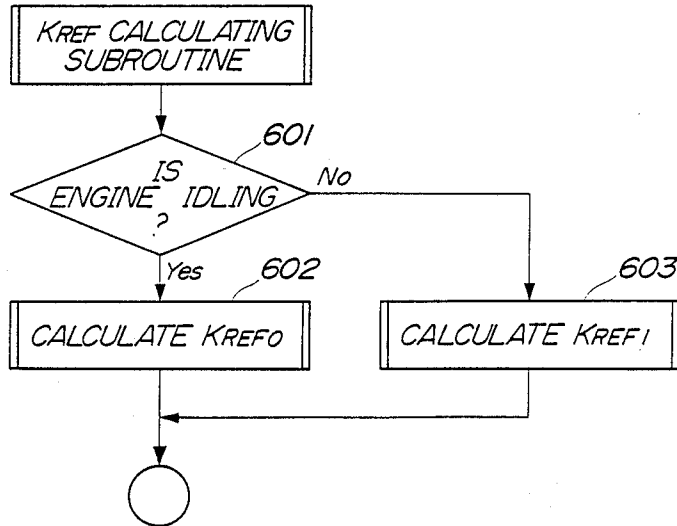 KREF CALCULATING
SUBROUTINE
601
IS
ENGINE IDLING
?
No
Yes
602
603
CALCULATE KREF0
CALCULATE KREF1